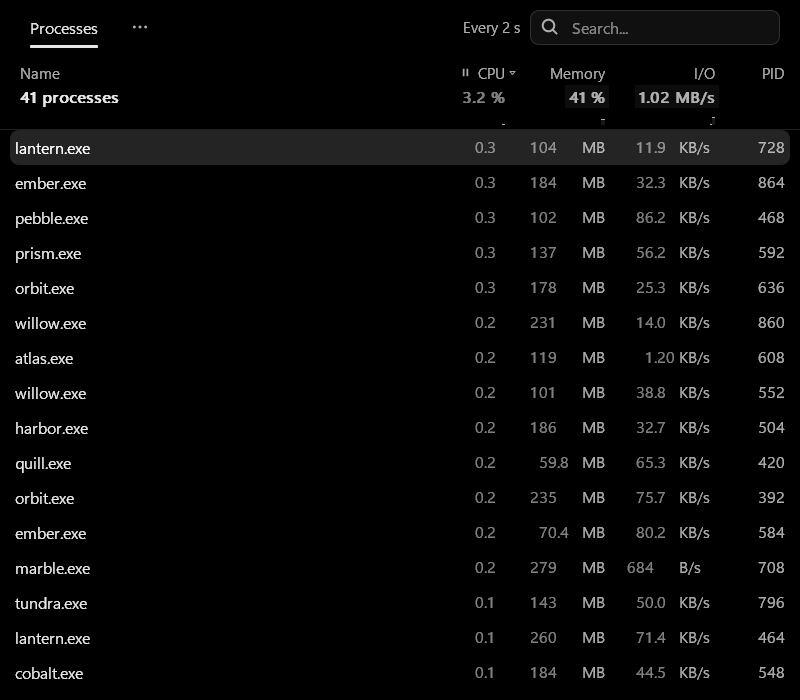 Processes ··· Every 2 s Search...
Name CPU Memory I/O PID
41 processes 3.2 % 41 % 1.02 MB/s
lantern.exe 0.3 104 MB 11.9 KB/s 728
ember.exe 0.3 184 MB 32.3 KB/s 864
pebble.exe 0.3 102 MB 86.2 KB/s 468
prism.exe 0.3 137 MB 56.2 KB/s 592
orbit.exe 0.3 178 MB 25.3 KB/s 636
willow.exe 0.2 231 MB 14.0 KB/s 860
atlas.exe 0.2 119 MB 1.20 KB/s 608
willow.exe 0.2 101 MB 38.8 KB/s 552
harbor.exe 0.2 186 MB 32.7 KB/s 504
quill.exe 0.2 59.8 MB 65.3 KB/s 420
orbit.exe 0.2 235 MB 75.7 KB/s 392
ember.exe 0.2 70.4 MB 80.2 KB/s 584
marble.exe 0.2 279 MB 684 B/s 708
tundra.exe 0.1 143 MB 50.0 KB/s 796
lantern.exe 0.1 260 MB 71.4 KB/s 464
cobalt.exe 0.1 184 MB 44.5 KB/s 548